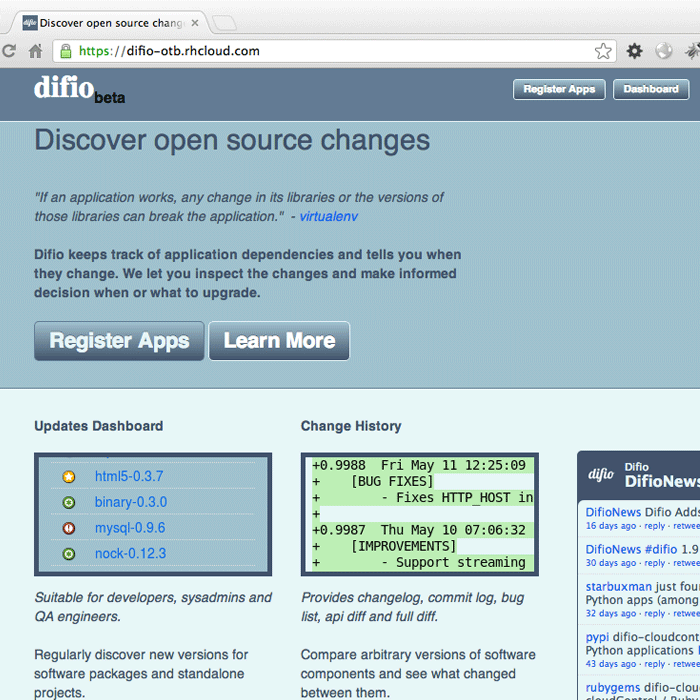 Discover open source chang
https://difio-otb.rhcloud.com
difio beta
Register Apps
Dashboard
Discover open source changes
"If an application works, any change in its libraries or the versions of
those libraries can break the application." - virtualenv
Difio keeps track of application dependencies and tells you when
they change. We let you inspect the changes and make informed
decision when or what to upgrade.
Register Apps
Learn More
Updates Dashboard
html5-0.3.7
binary-0.3.0
mysql-0.9.6
nock-0.12.3
Suitable for developers, sysadmins and
QA engineers.
Regularly discover new versions for
software packages and standalone
projects.
Change History
+0.9988 Fri May 11 12:25:09
+ [BUG FIXES]
+ - Fixes HTTP_HOST in
+
+0.9987 Thu May 10 07:06:32
+ [IMPROVEMENTS]
+ - Support streaming
Provides changelog, commit log, bug
list, api diff and full diff.
Compare arbitrary versions of software
components and see what changed
between them.
difio
Difio
DifioNews
DifioNews Difio Adds
16 days ago · reply · retwee
DifioNews #difio 1.9
30 days ago · reply · retwee
starbuxman just fou
Python apps (among
32 days ago · reply · retwee
pypi difio-cloudcont
Python applications
43 days ago · reply · retwee
rubygems difio-clou
cloudControl / Ruby